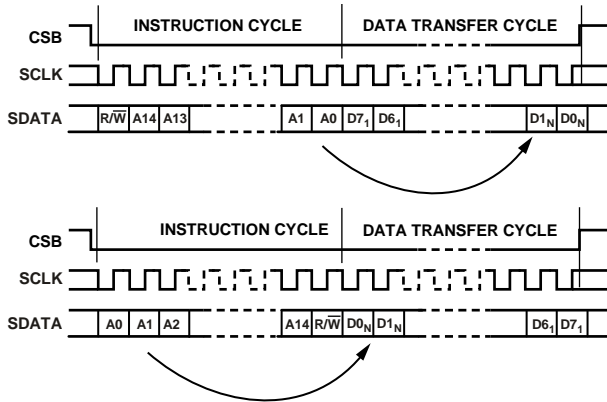 INSTRUCTION CYCLE DATA TRANSFER CYCLE
CSB
SCLK
SDATA R/W̅ A14 A13 A1 A0 D7₁ D6₁ D1N D0N
INSTRUCTION CYCLE DATA TRANSFER CYCLE
CSB
SCLK
SDATA A0 A1 A2 A14 R/W̅ D0N D1N D6₁ D7₁